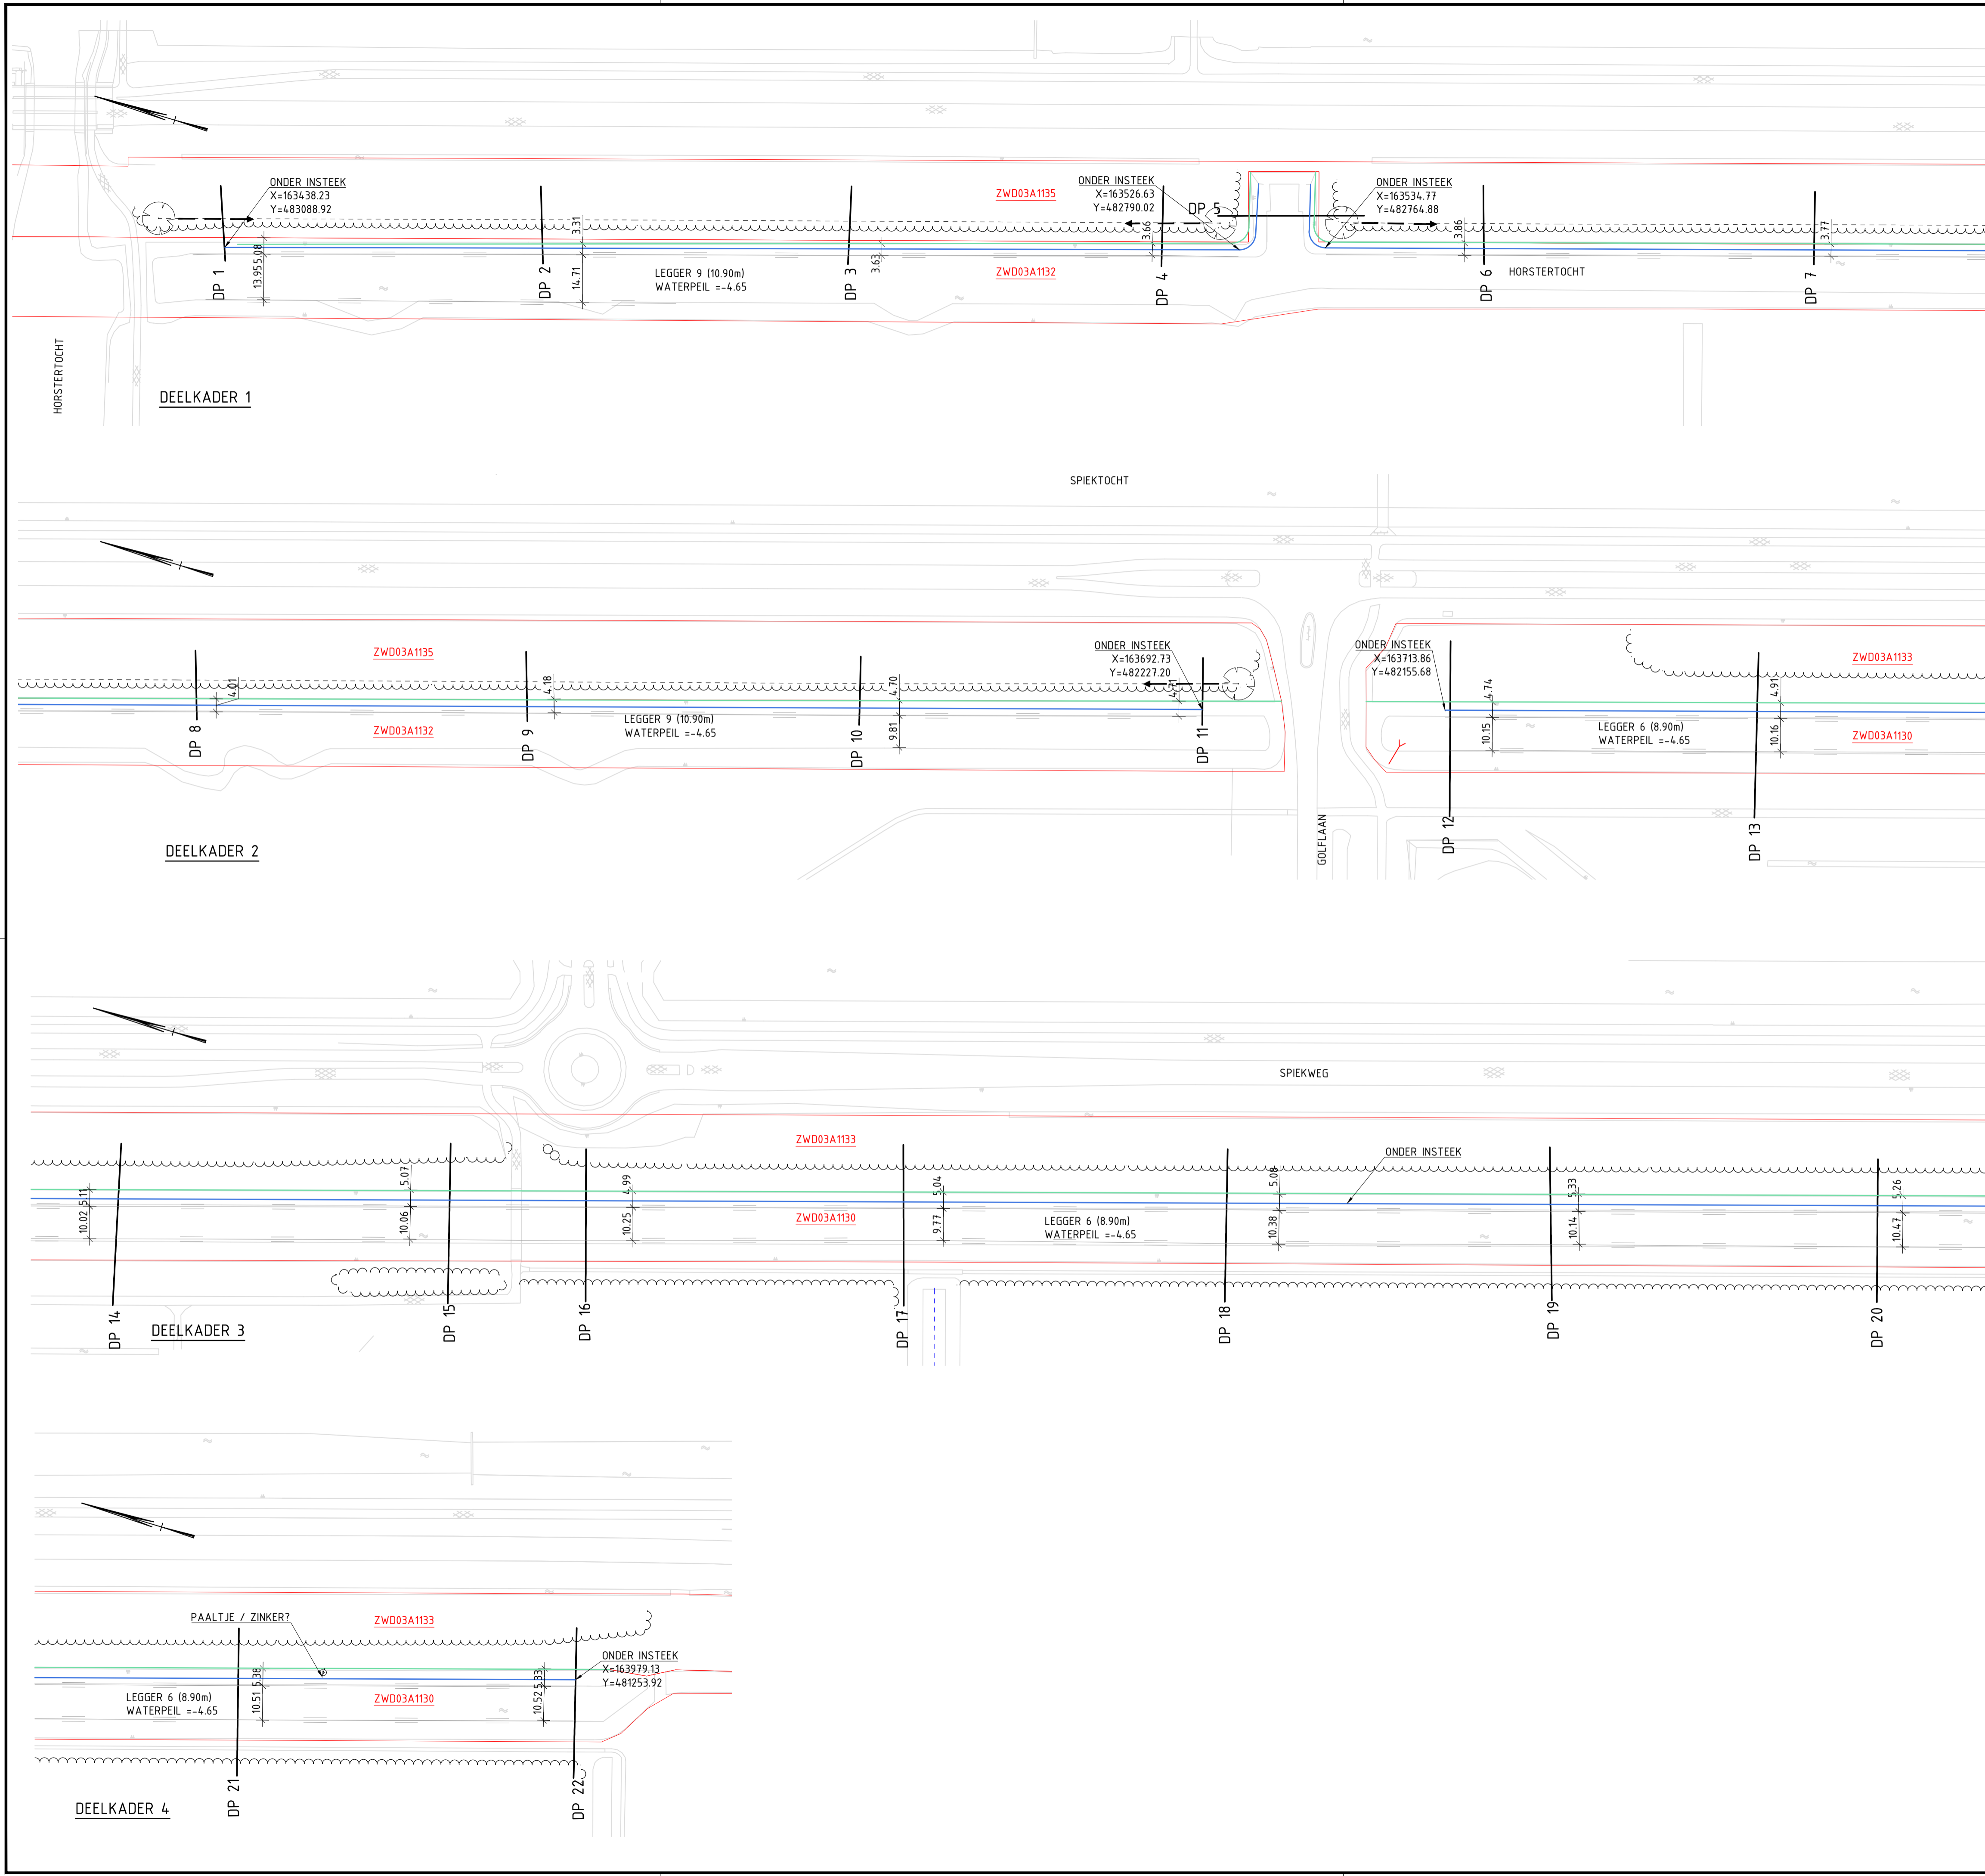 ONDER INSTEEK
X=163438.23
Y=483088.92
ZWD03A1135
ONDER INSTEEK
X=163526.63
Y=482790.02
DP 5
ONDER INSTEEK
X=163534.77
Y=482764.88
DP 1
13.95
5.08
DP 2
3.31
14.71
LEGGER 9 (10.90m)
WATERPEIL =-4.65
DP 3
3.63
ZWD03A1132
3.66
DP 4
3.86
DP 6
HORSTERTOCHT
DP 7
3.77
HORSTERTOCHT
DEELKADER 1
SPIEKTOCHT
ZWD03A1135
ONDER INSTEEK
X=163692.73
Y=482227.20
ONDER INSTEEK
X=163713.86
Y=482155.68
ZWD03A1133
DP 8
4.01
ZWD03A1132
DP 9
4.18
LEGGER 9 (10.90m)
WATERPEIL =-4.65
DP 10
4.70
9.81
4.71
DP 11
GOLFLAAN
DP 12
4.74
10.15
LEGGER 6 (8.90m)
WATERPEIL =-4.65
DP 13
4.91
10.16
ZWD03A1130
DEELKADER 2
SPIEKWEG
ZWD03A1133
ONDER INSTEEK
10.02
5.11
DP 14
5.07
10.06
DP 15
DP 16
4.99
10.25
ZWD03A1130
DP 17
5.04
9.77
LEGGER 6 (8.90m)
WATERPEIL =-4.65
DP 18
5.08
10.38
DP 19
5.33
10.14
DP 20
5.26
10.47
DEELKADER 3
PAALTJE / ZINKER?
ZWD03A1133
ONDER INSTEEK
X=163979.13
Y=481253.92
LEGGER 6 (8.90m)
WATERPEIL =-4.65
DP 21
10.51
5.38
ZWD03A1130
10.52
5.33
DP 22
DEELKADER 4